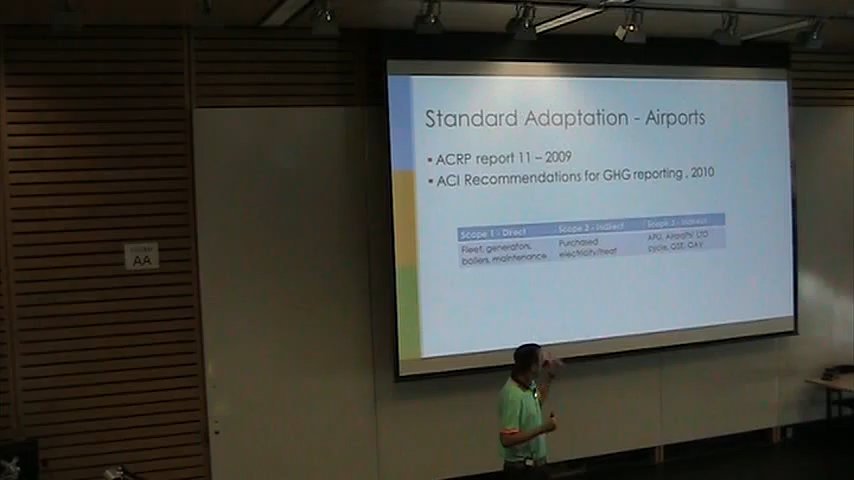 Standard Adaptation - Airports
▪ ACRP report 11 – 2009
▪ ACI Recommendations for GHG reporting , 2010
Scope 1 - Direct
Scope 2 - Indirect
Scope 3 - Indirect
Fleet, generators,
boilers, maintenance
Purchased
electricity/heat
APU, Aircraft/ LTO
cycle, GSE, GAV
AA